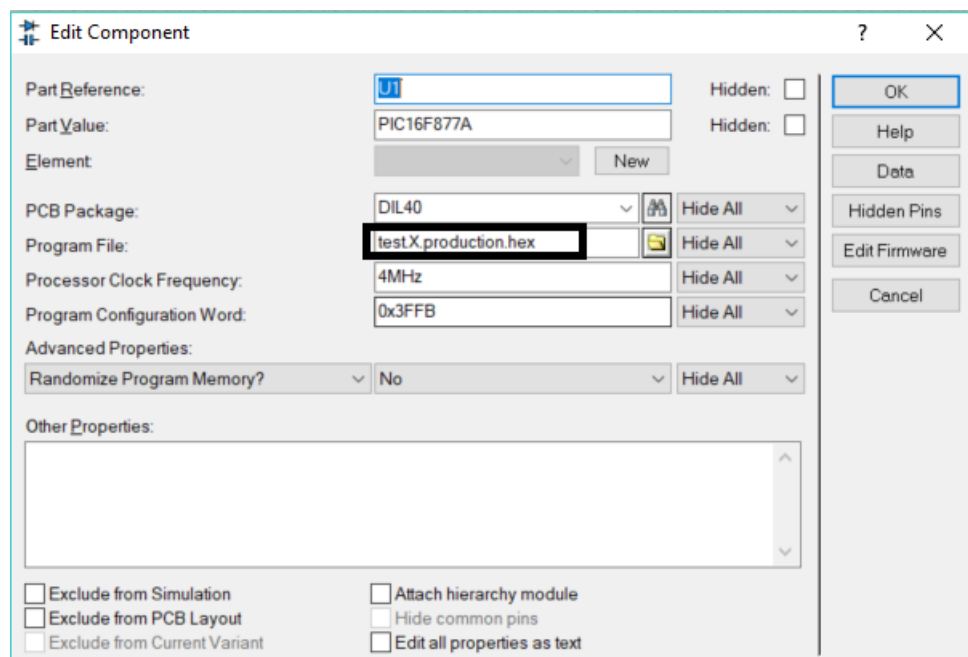 Edit Component
?
Part Reference: U1 Hidden: OK
Part Value: PIC16F877A Hidden: Help
Element: New Data
PCB Package: DIL40 Hide All Hidden Pins
Program File: test.X.production.hex Hide All Edit Firmware
Processor Clock Frequency: 4MHz Hide All Cancel
Program Configuration Word: 0x3FFB Hide All
Advanced Properties:
Randomize Program Memory? No Hide All
Other Properties:
Exclude from Simulation Attach hierarchy module
Exclude from PCB Layout Hide common pins
Exclude from Current Variant Edit all properties as text